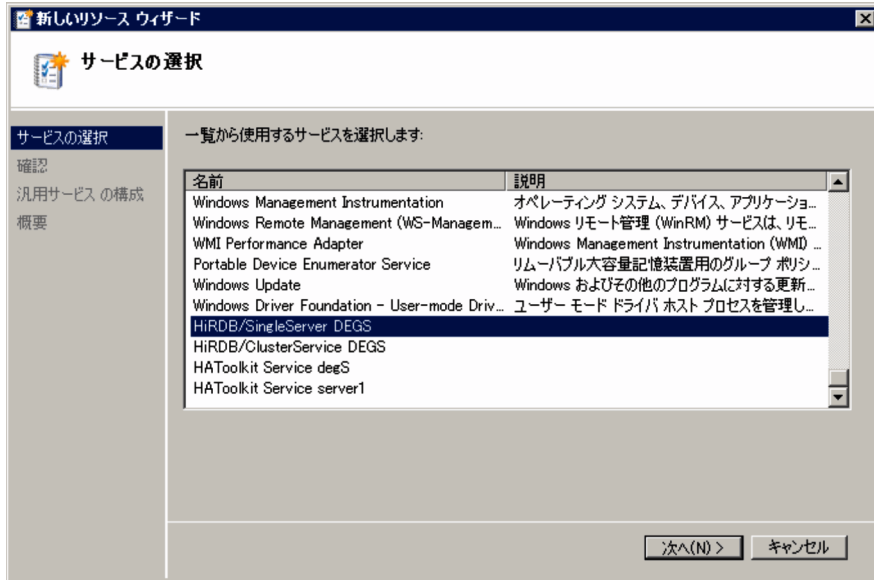 新しいリソース ウィザード
サービスの選択
サービスの選択
確認
汎用サービス の構成
概要
一覧から使用するサービスを選択します:
名前 説明
Windows Management Instrumentation オペレーティング システム、デバイス、アプリケーショ...
Windows Remote Management (WS-Managem... Windows リモート管理 (WinRM) サービスは、リモ...
WMI Performance Adapter Windows Management Instrumentation (WMI) ...
Portable Device Enumerator Service リムーバブル大容量記憶装置用のグループ ポリシ...
Windows Update Windows およびその他のプログラムに対する更新...
Windows Driver Foundation - User-mode Driv... ユーザー モード ドライバ ホスト プロセスを管理し...
HiRDB/SingleServer DEGS
HiRDB/ClusterService DEGS
HAToolkit Service degS
HAToolkit Service server1
次へ(N) >
キャンセル